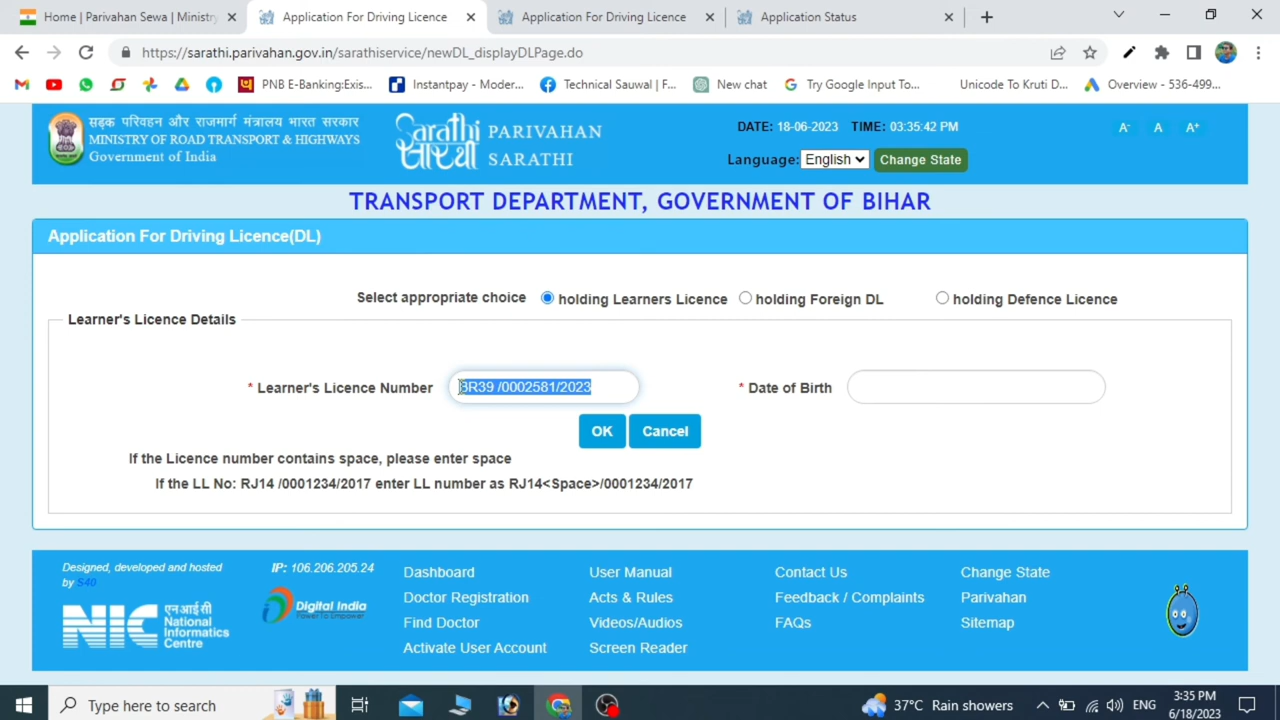 Home | Parivahan Sewa | Ministry
Application For Driving Licence
Application For Driving Licence
Application Status
https://sarathi.parivahan.gov.in/sarathiservice/newDL_displayDLPage.do
PNB E-Banking:Exis...
Instantpay - Moder...
Technical Sauwal | F...
New chat
Try Google Input To...
Unicode To Kruti D...
Overview - 536-499...
सड़क परिवहन और राजमार्ग मंत्रालय भारत सरकार
MINISTRY OF ROAD TRANSPORT & HIGHWAYS
Government of India
Sarathi
सारथी
PARIVAHAN
SARATHI
DATE: 18-06-2023 TIME: 03:35:42 PM
Language: English Change State
A- A A+
TRANSPORT DEPARTMENT, GOVERNMENT OF BIHAR
Application For Driving Licence(DL)
Select appropriate choice holding Learners Licence holding Foreign DL holding Defence Licence
Learner's Licence Details
* Learner's Licence Number BR39 /0002581/2023 * Date of Birth
OK Cancel
If the Licence number contains space, please enter space
If the LL No: RJ14 /0001234/2017 enter LL number as RJ14<Space>/0001234/2017
Designed, developed and hosted
by S40
NIC एनआईसी
National
Informatics
Centre
IP: 106.206.205.24
Digital India
Power To Empower
Dashboard
Doctor Registration
Find Doctor
Activate User Account
User Manual
Acts & Rules
Videos/Audios
Screen Reader
Contact Us
Feedback / Complaints
FAQs
Change State
Parivahan
Sitemap
Type here to search
37°C Rain showers
ENG
3:35 PM
6/18/2023